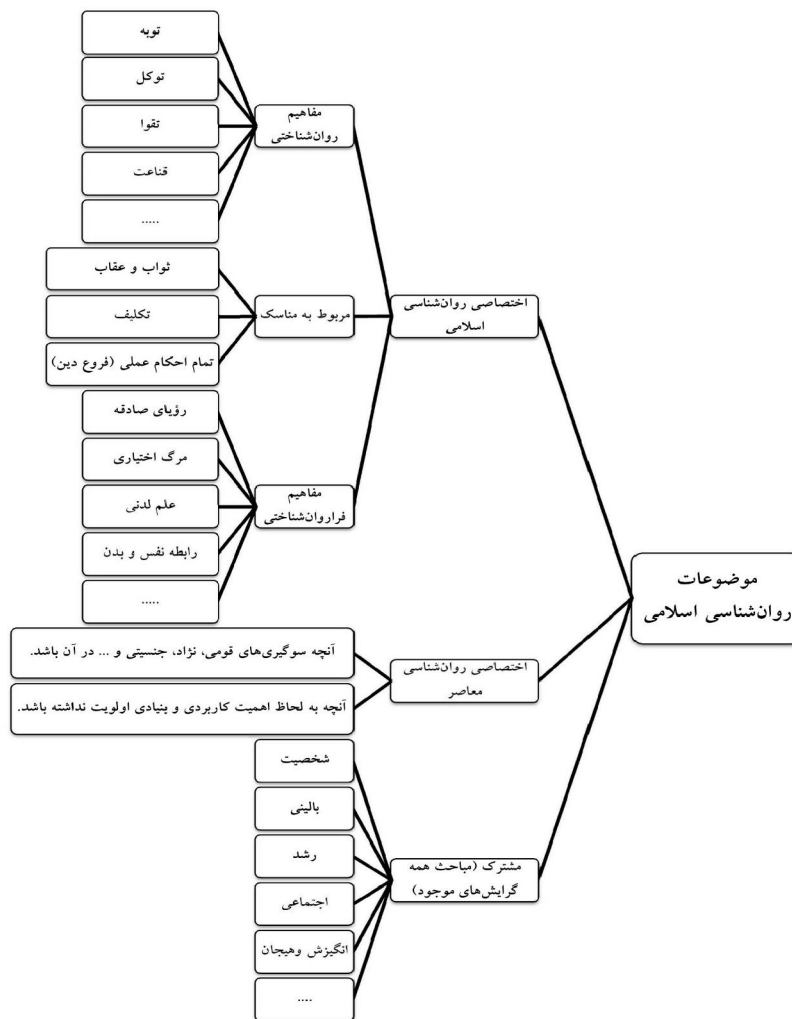 موضوعات
روان‌شناسی اسلامی
اختصاصی روان‌شناسی
اسلامی
مفاهیم
روان‌شناختی
توبه
توکل
تقوا
قناعت
.....
مربوط به مناسک
ثواب و عقاب
تکلیف
تمام احکام عملی (فروع دین)
مفاهیم
فراروان‌شناختی
رؤیای صادقه
مرگ اختیاری
علم لدنی
رابطه نفس و بدن
.....
اختصاصی روان‌شناسی
معاصر
آنچه سوگیری‌های قومی، نژاد، جنسیتی و ... در آن باشد.
آنچه به لحاظ اهمیت کاربردی و بنیادی اولویت نداشته باشد.
مشترک (مباحث همه
گرایش‌های موجود)
شخصیت
بالینی
رشد
اجتماعی
انگیزش وهیجان
....